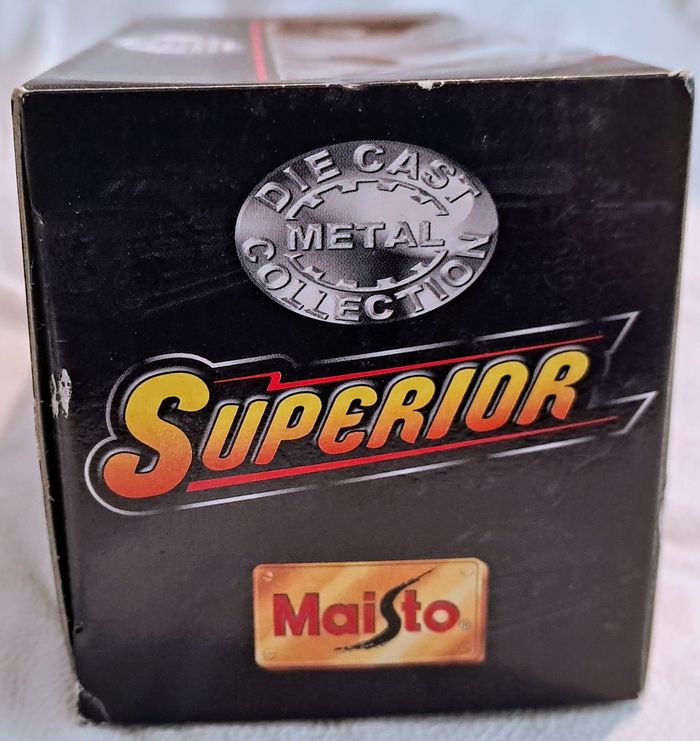 DIE CAST
METAL
COLLECTION
SUPERIOR
Maisto®